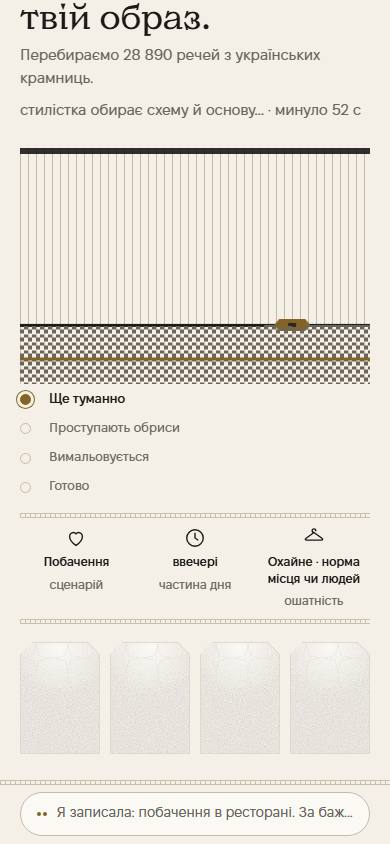 твій образ.
Перебираємо 28 890 речей з українських
крамниць.
стилістка обирає схему й основу... · минуло 52 с
Ще туманно
Проступають обриси
Вимальовується
Готово
Побачення
сценарій
ввечері
частина дня
Охайне · норма
місця чи людей
ошатність
Я записала: побачення в ресторані. За баж...